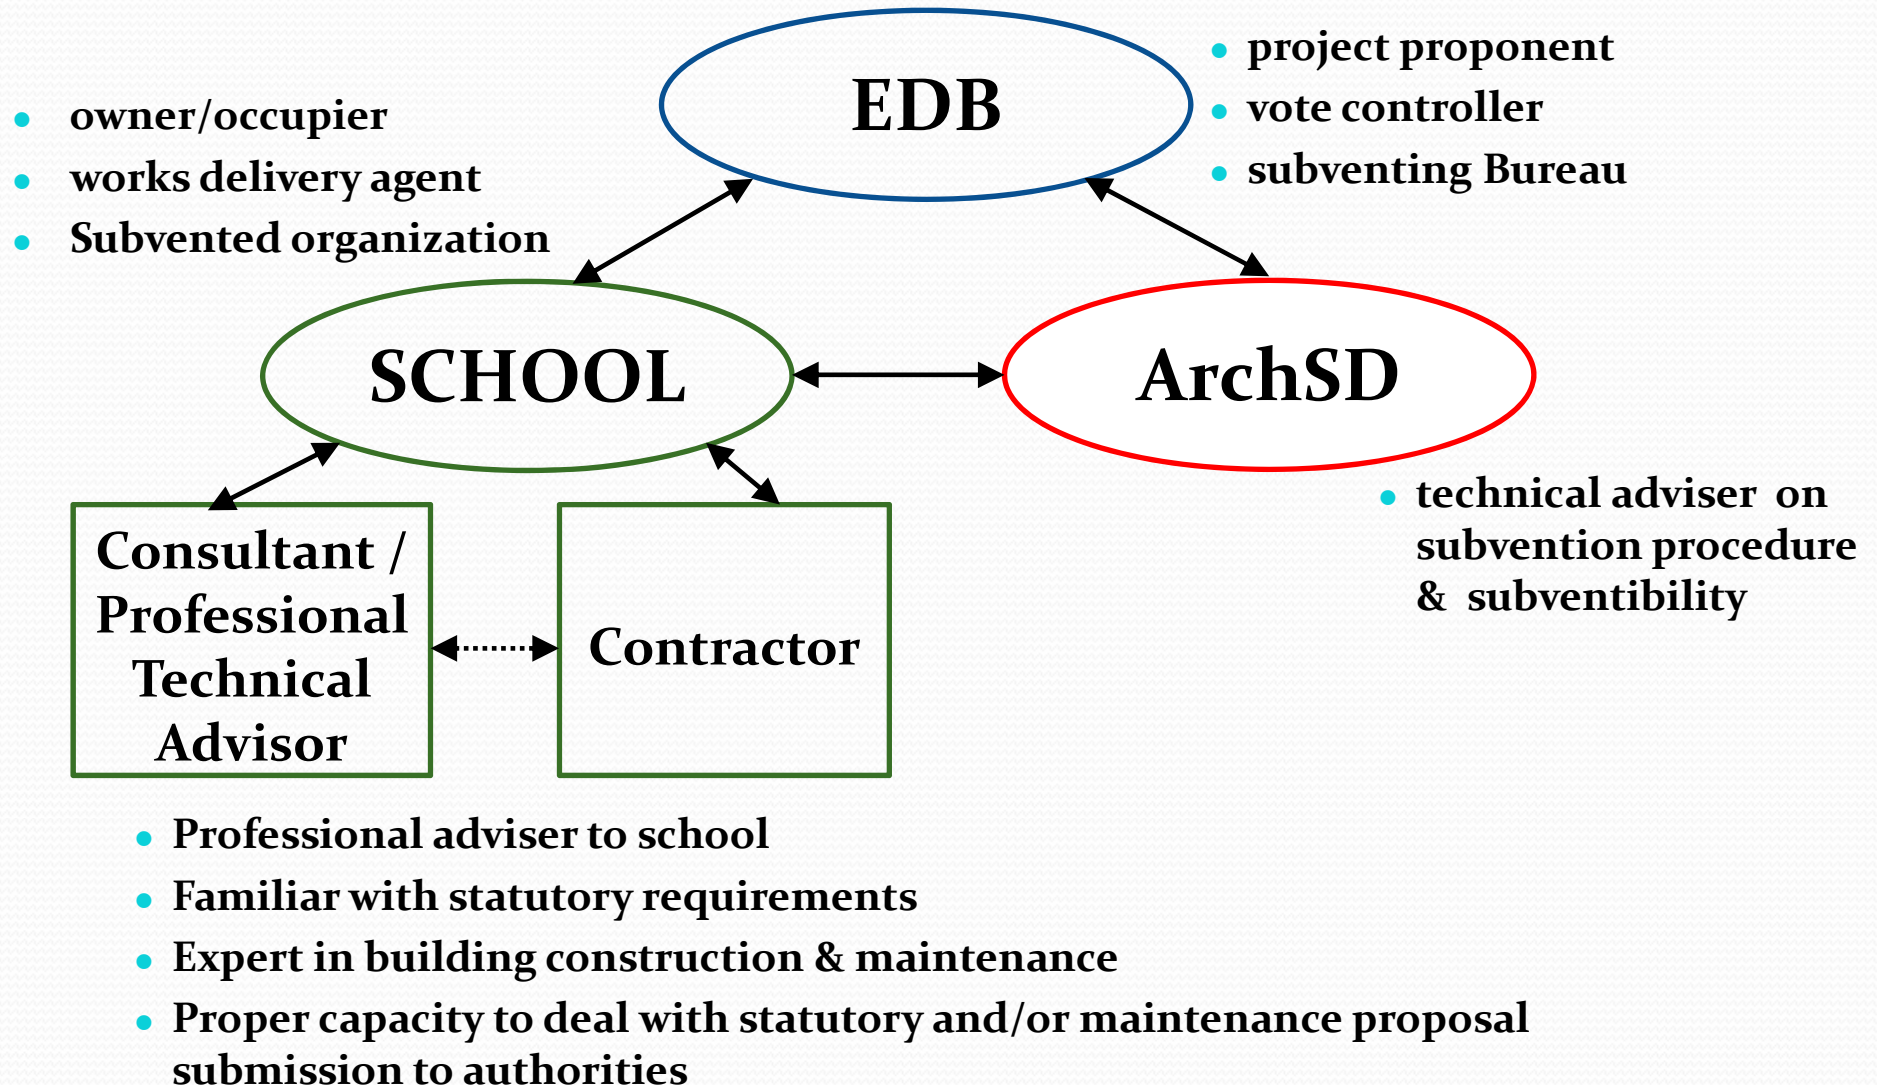 EDB
project proponent
vote controller
subventing Bureau
owner/occupier
works delivery agent
Subvented organization
SCHOOL
ArchSD
technical adviser on
subvention procedure
& subventibility
Consultant /
Professional
Technical
Advisor
Contractor
Professional adviser to school
Familiar with statutory requirements
Expert in building construction & maintenance
Proper capacity to deal with statutory and/or maintenance proposal
submission to authorities